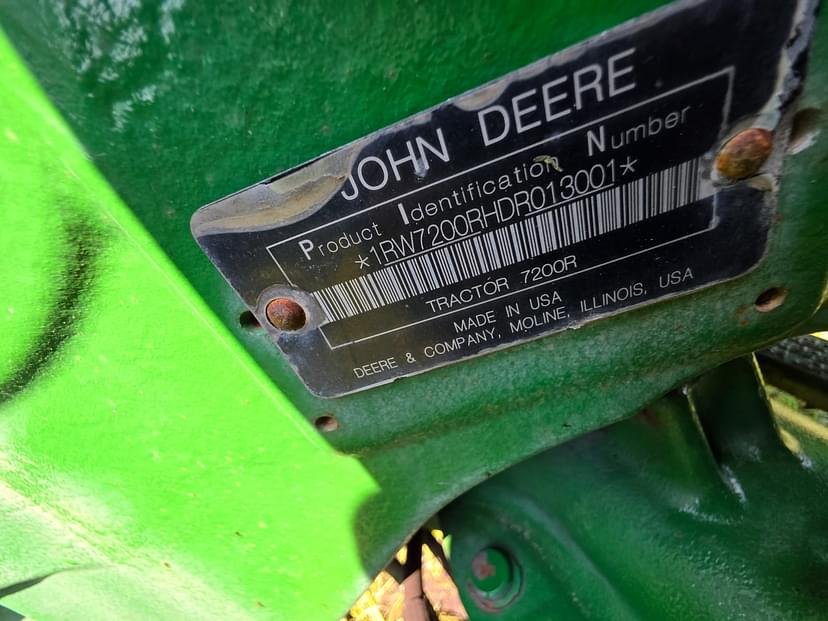 JOHN DEERE
Product Identification Number
*1RW7200RHDR013001*
TRACTOR 7200R
MADE IN USA
DEERE & COMPANY, MOLINE, ILLINOIS, USA